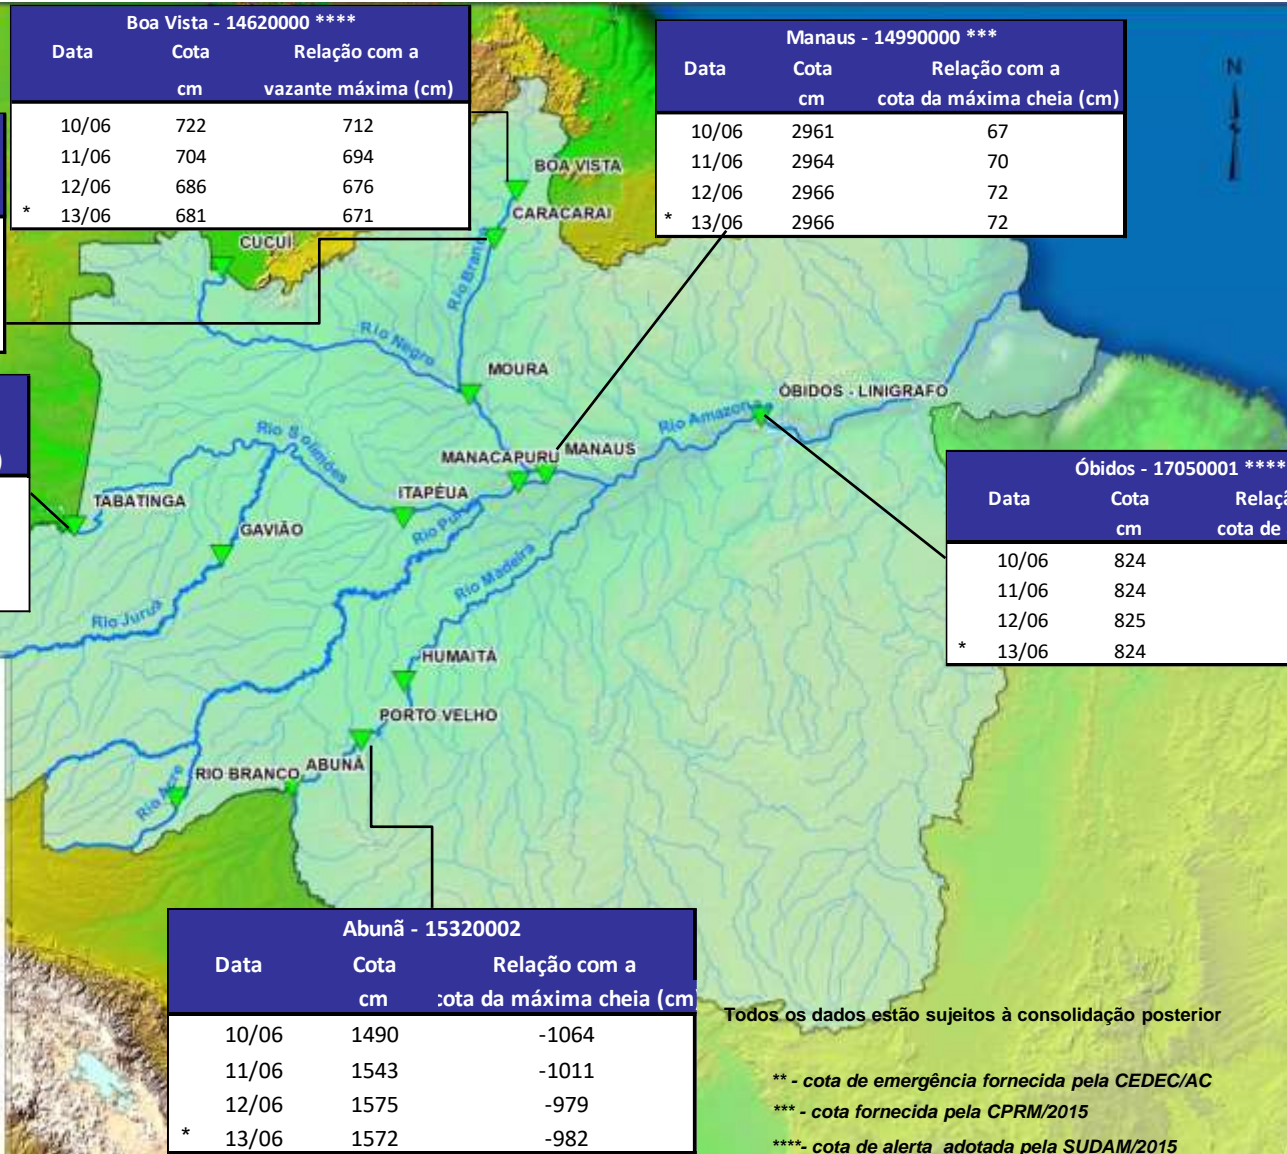 Boa Vista - 14620000 ****
Data Cota Relação com a
cm vazante máxima (cm)
10/06 722 712
11/06 704 694
12/06 686 676
* 13/06 681 671
Manaus - 14990000 ***
Data Cota Relação com a
cm cota da máxima cheia (cm)
10/06 2961 67
11/06 2964 70
12/06 2966 72
* 13/06 2966 72
N
BOA VISTA
CARACARAI
CUCUI
Rio Branco
Rio Negro
MOURA
ÓBIDOS - LINIGRAFO
Rio Amazonas
Rio Solimões
MANACAPURU
MANAUS
)
TABATINGA
ITAPÉUA
GAVIÃO
Rio Purus
Rio Madeira
Rio Juruá
Óbidos - 17050001 ****
Data Cota
cm cota de
10/06 824
11/06 824
12/06 825
* 13/06 824
HUMAITÁ
PORTO VELHO
ABUNÃ
RIO BRANCO
Rio Acre
Abunã - 15320002
Data Cota Relação com a
cm cota da máxima cheia (cm
10/06 1490 -1064
11/06 1543 -1011
12/06 1575 -979
* 13/06 1572 -982
Todos os dados estão sujeitos à consolidação posterior
** - cota de emergência fornecida pela CEDEC/AC
*** - cota fornecida pela CPRM/2015
****- cota de alerta adotada pela SUDAM/2015